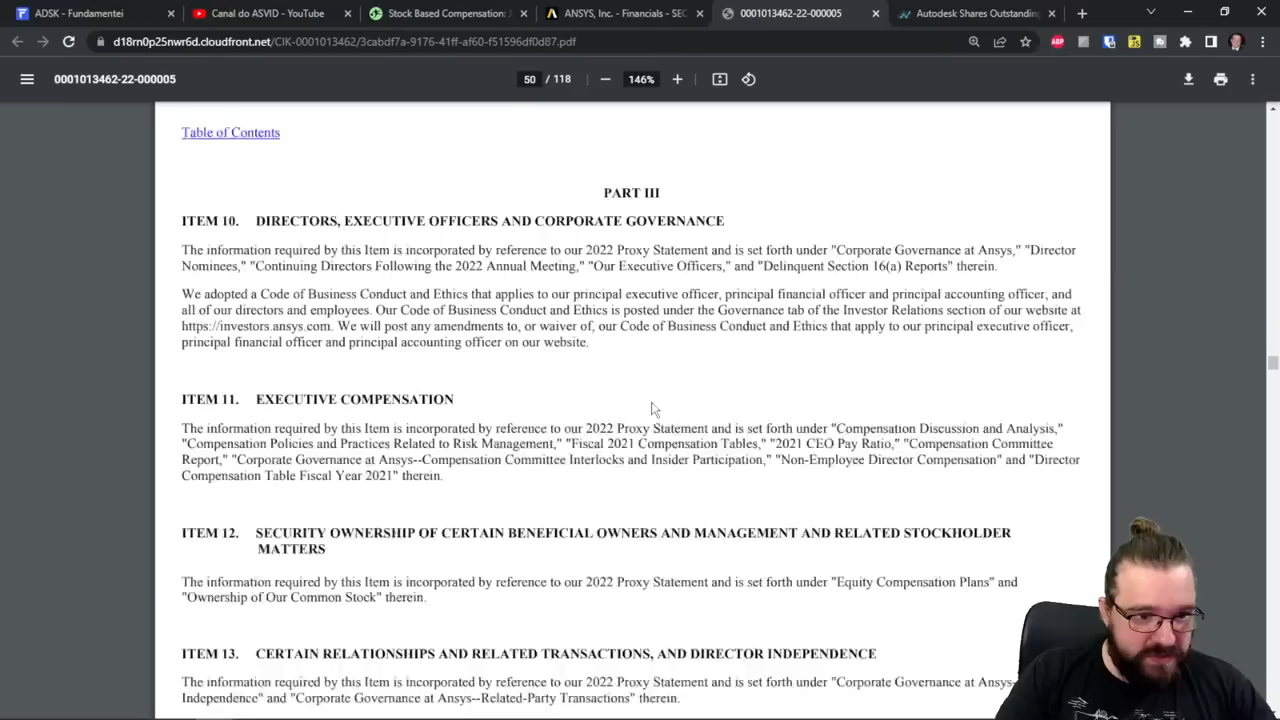 ADSK - Fundamentei
Canal do ASVID - YouTube
Stock Based Compensation:
ANSYS, Inc. - Financials - SEC
0001013462-22-000005
Autodesk Shares Outstanding
d18rn0p25nwr6d.cloudfront.net/CIK-0001013462/3cabdf7a-9176-41ff-af60-f51596df0d87.pdf
0001013462-22-000005
50 / 118
146%
Table of Contents
PART III
ITEM 10. DIRECTORS, EXECUTIVE OFFICERS AND CORPORATE GOVERNANCE
The information required by this Item is incorporated by reference to our 2022 Proxy Statement and is set forth under "Corporate Governance at Ansys," "Director
Nominees," "Continuing Directors Following the 2022 Annual Meeting," "Our Executive Officers," and "Delinquent Section 16(a) Reports" therein.
We adopted a Code of Business Conduct and Ethics that applies to our principal executive officer, principal financial officer and principal accounting officer, and
all of our directors and employees. Our Code of Business Conduct and Ethics is posted under the Governance tab of the Investor Relations section of our website at
https://investors.ansys.com. We will post any amendments to, or waiver of, our Code of Business Conduct and Ethics that apply to our principal executive officer,
principal financial officer and principal accounting officer on our website.
ITEM 11. EXECUTIVE COMPENSATION
The information required by this Item is incorporated by reference to our 2022 Proxy Statement and is set forth under "Compensation Discussion and Analysis,"
"Compensation Policies and Practices Related to Risk Management," "Fiscal 2021 Compensation Tables," "2021 CEO Pay Ratio," "Compensation Committee
Report," "Corporate Governance at Ansys--Compensation Committee Interlocks and Insider Participation," "Non-Employee Director Compensation" and "Director
Compensation Table Fiscal Year 2021" therein.
ITEM 12. SECURITY OWNERSHIP OF CERTAIN BENEFICIAL OWNERS AND MANAGEMENT AND RELATED STOCKHOLDER
MATTERS
The information required by this Item is incorporated by reference to our 2022 Proxy Statement and is set forth under "Equity Compensation Plans" and
"Ownership of Our Common Stock" therein.
ITEM 13. CERTAIN RELATIONSHIPS AND RELATED TRANSACTIONS, AND DIRECTOR INDEPENDENCE
The information required by this Item is incorporated by reference to our 2022 Proxy Statement and is set forth under "Corporate Governance at Ansys-
Independence" and "Corporate Governance at Ansys--Related-Party Transactions" therein.